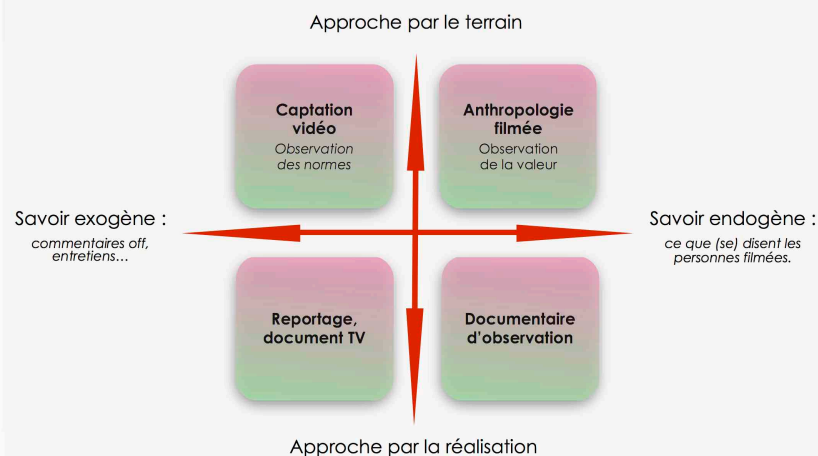 Approche par le terrain
Captation
vidéo
Observation
des normes
Anthropologie
filmée
Observation
de la valeur
Savoir exogène :
commentaires off,
entretiens…
Savoir endogène :
ce que (se) disent les
personnes filmées.
Reportage,
document TV
Documentaire
d'observation
Approche par la réalisation